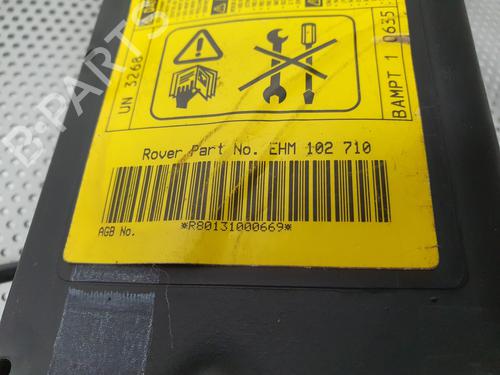 UN 3268
BAMPT 1 0635
Rover Part No. EHM 102 710
AGB No.
*R80131000669*
B-PARTS